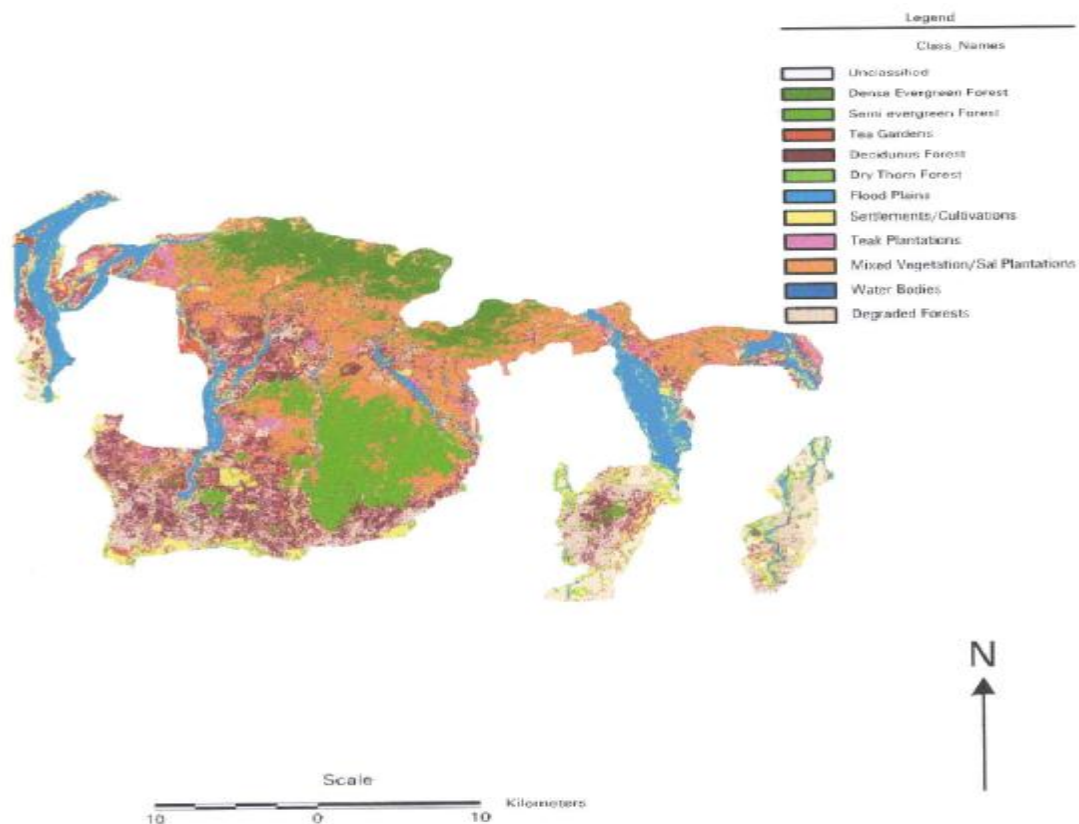 Legend
Class_Names
Unclassified
Dense Evergreen Forest
Semi evergreen Forest
Tea Gardens
Deciduous Forest
Dry Thorn Forest
Flood Plains
Settlements/Cultivations
Teak Plantations
Mixed Vegetation/Sal Plantations
Water Bodies
Degraded Forests
N
Scale
Kilometers
10 0 10